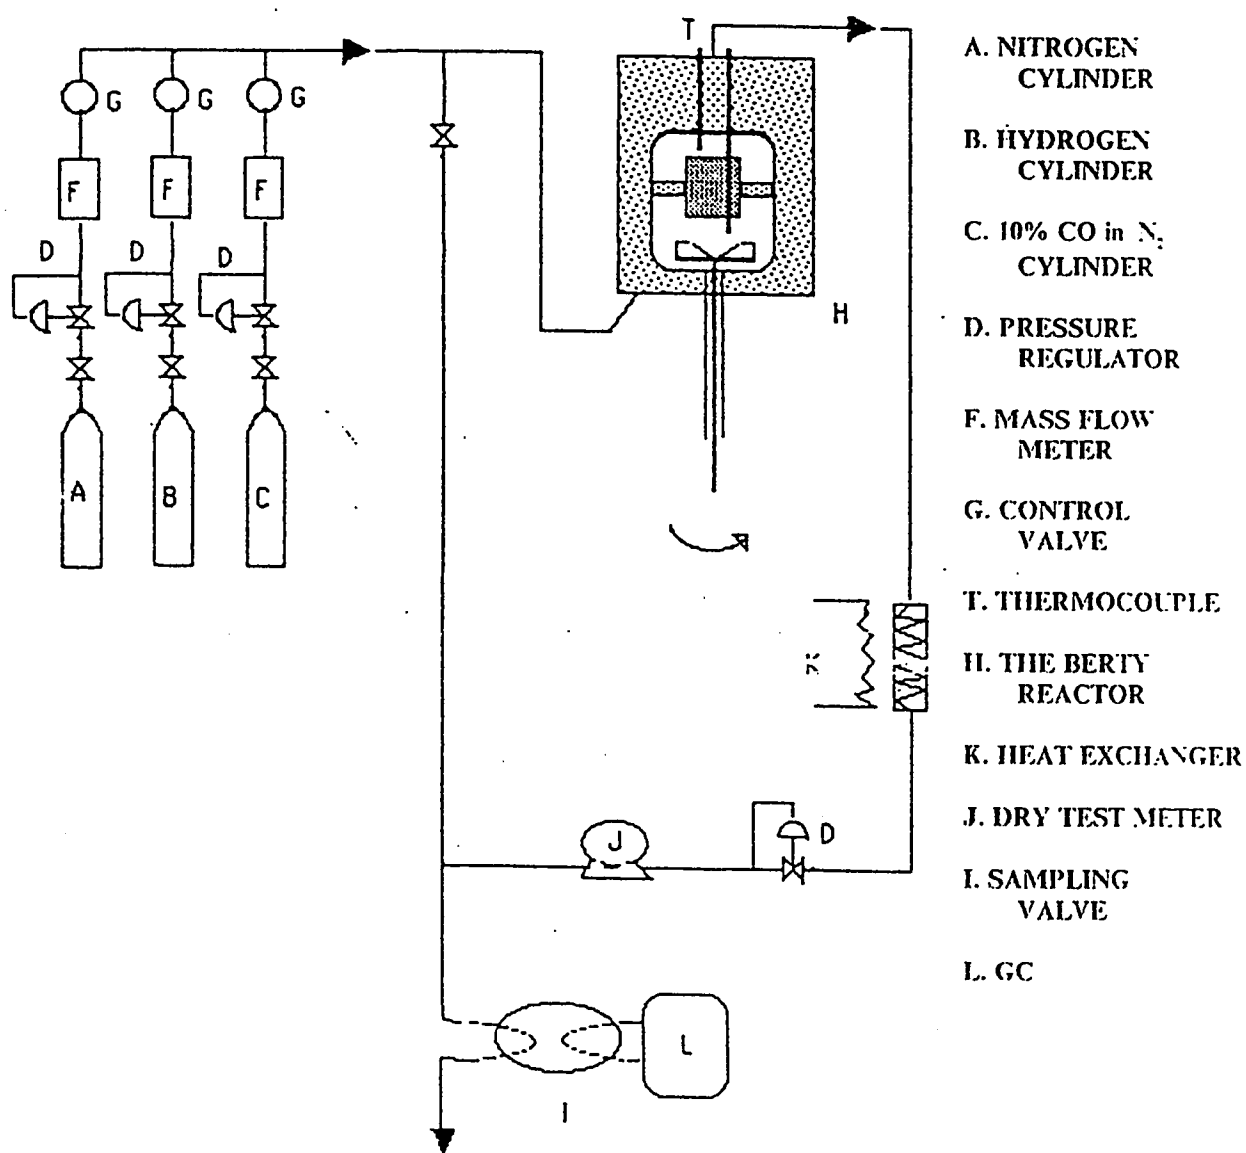 T
G
G
G
F
F
F
D
D
D
H
A
B
C
J
D
L
I
A. NITROGEN
CYLINDER
B. HYDROGEN
CYLINDER
C. 10% CO in N₂
CYLINDER
D. PRESSURE
REGULATOR
F. MASS FLOW
METER
G. CONTROL
VALVE
T. THERMOCOUPLE
H. THE BERTY
REACTOR
K. HEAT EXCHANGER
J. DRY TEST METER
I. SAMPLING
VALVE
L. GC